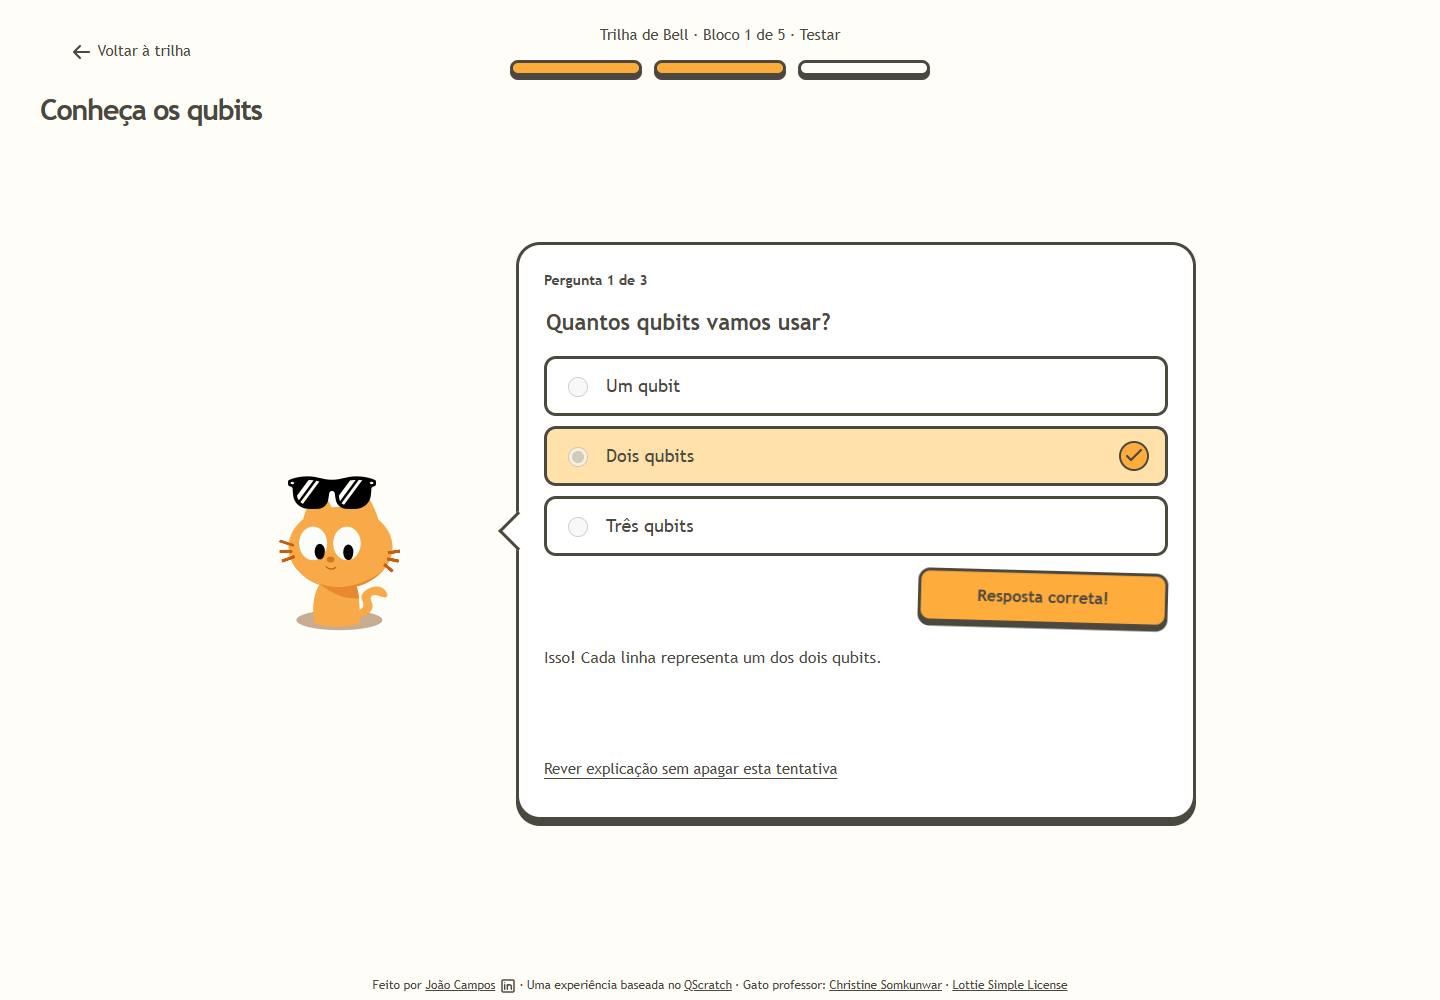 Voltar à trilha
Trilha de Bell · Bloco 1 de 5 · Testar
Conheça os qubits
Pergunta 1 de 3
Quantos qubits vamos usar?
Um qubit
Dois qubits
Três qubits
Resposta correta!
Isso! Cada linha representa um dos dois qubits.
Rever explicação sem apagar esta tentativa
Feito por João Campos in · Uma experiência baseada no QScratch · Gato professor: Christine Somkunwar · Lottie Simple License